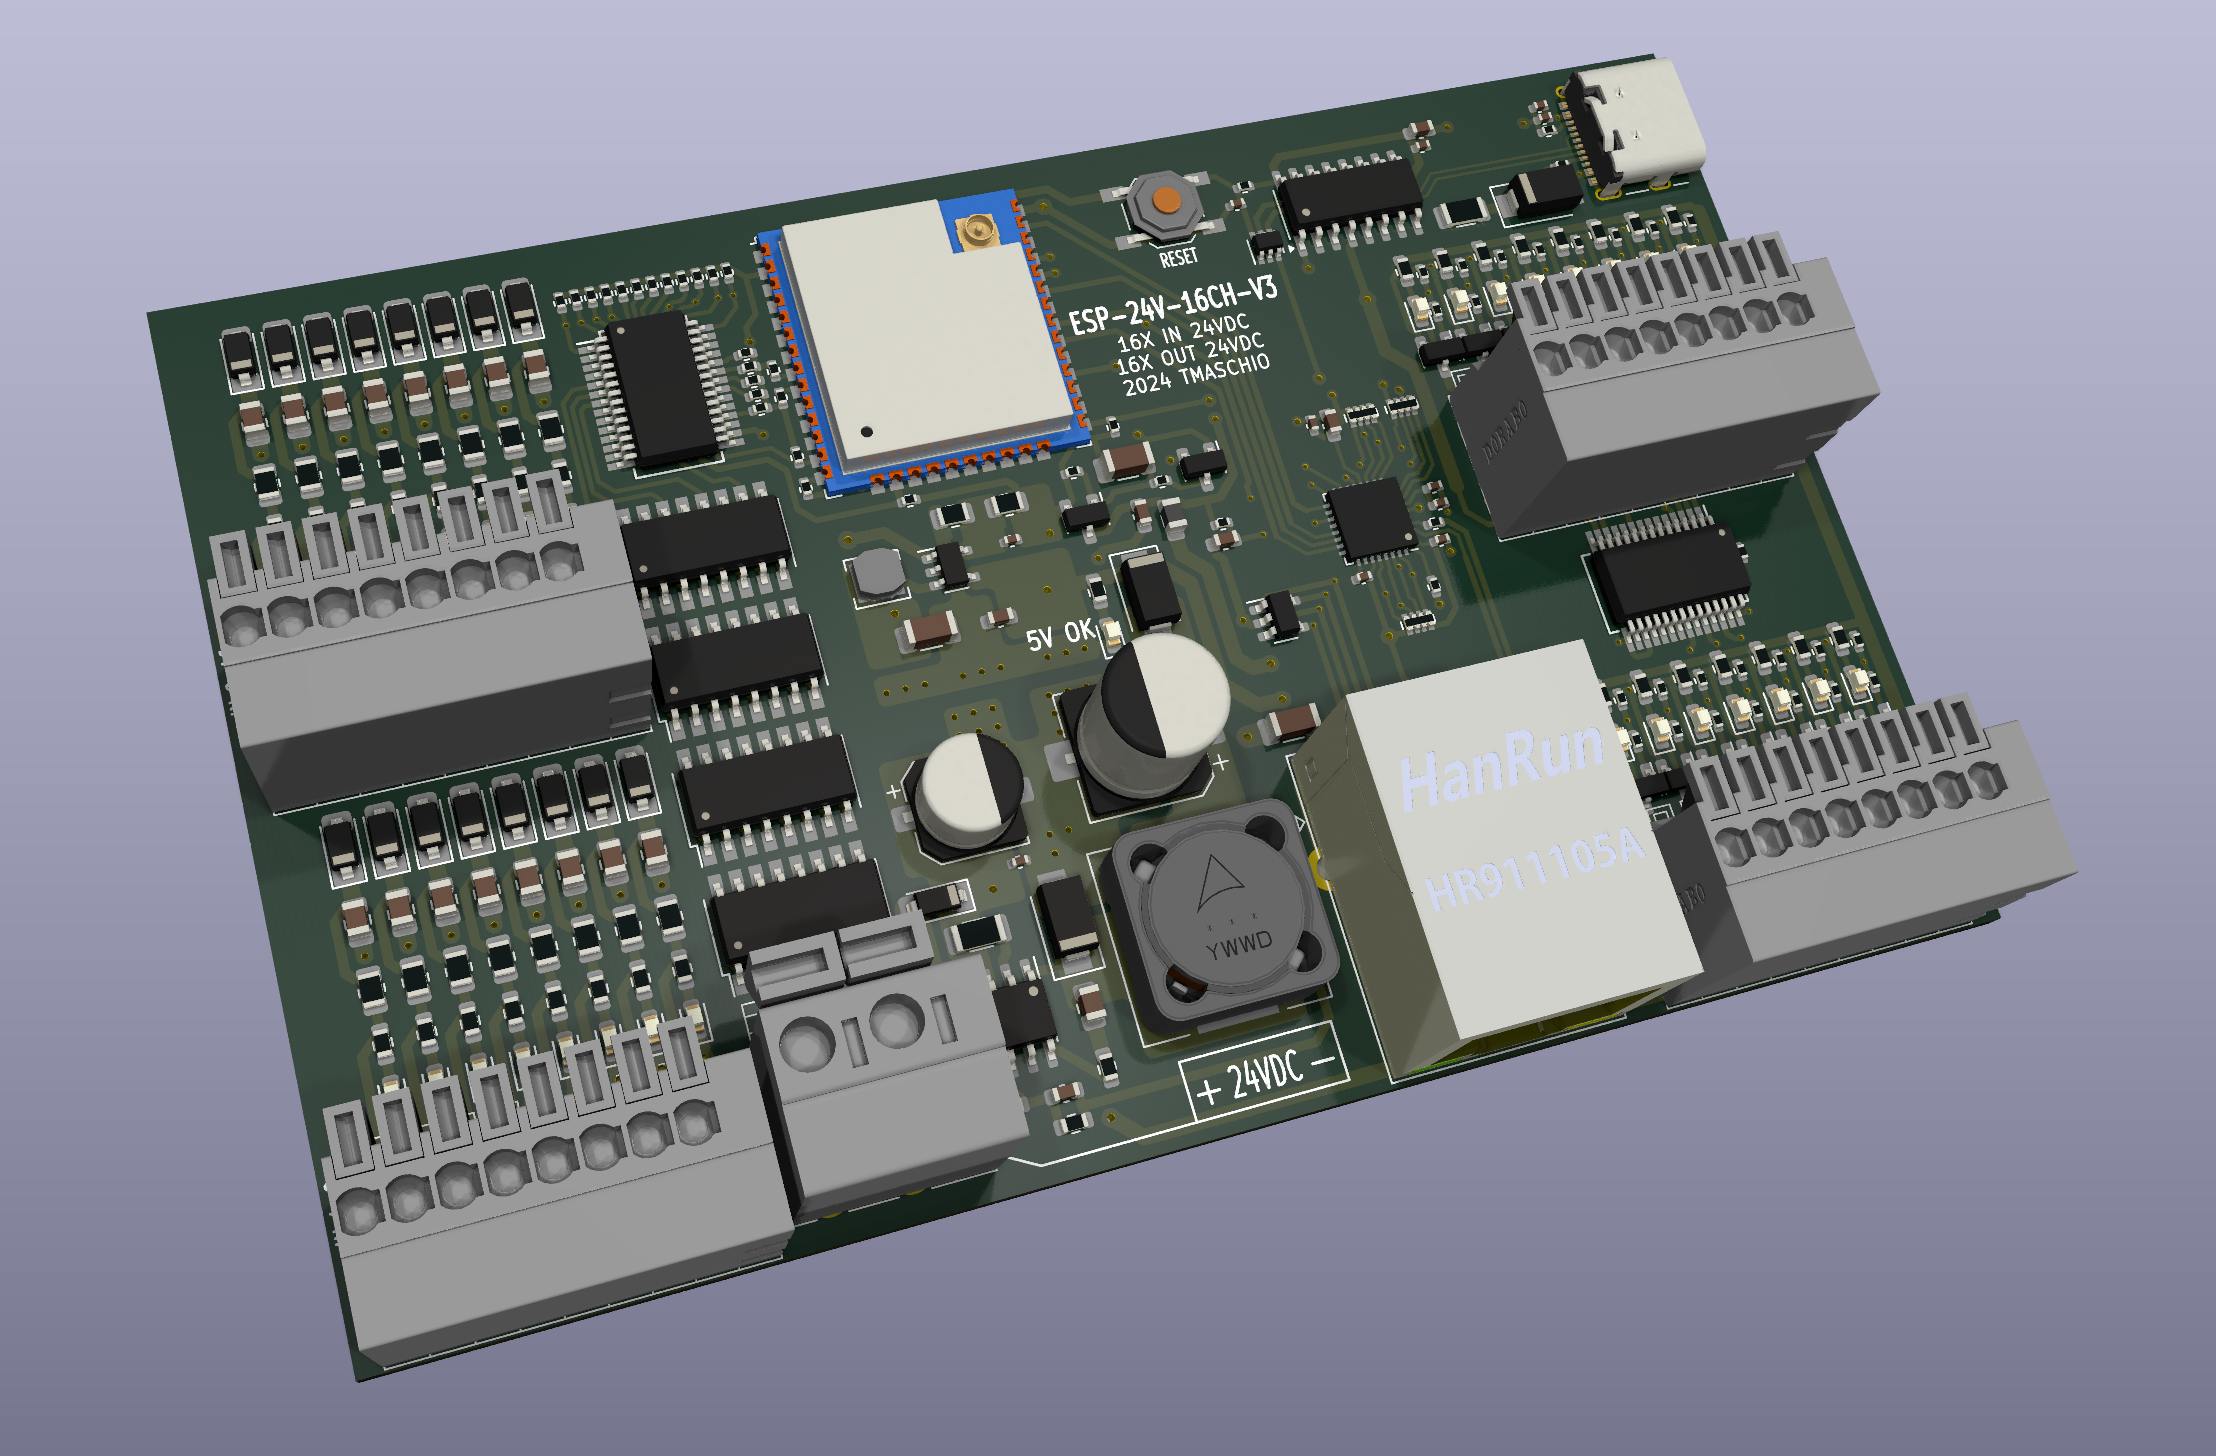 RESET
ESP-24V-16CH-V3
16X IN 24VDC
16X OUT 24VDC
2024 TMASCHIO
DORABO
5V OK
+
+
HanRun
HR911105A
YWWD
+ 24VDC -